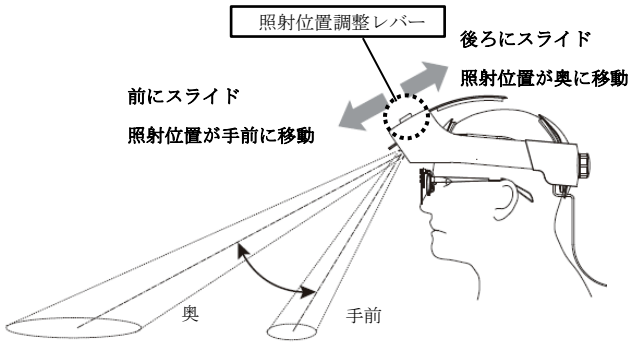 照射位置調整レバー
後ろにスライド
照射位置が奥に移動
前にスライド
照射位置が手前に移動
奥
手前